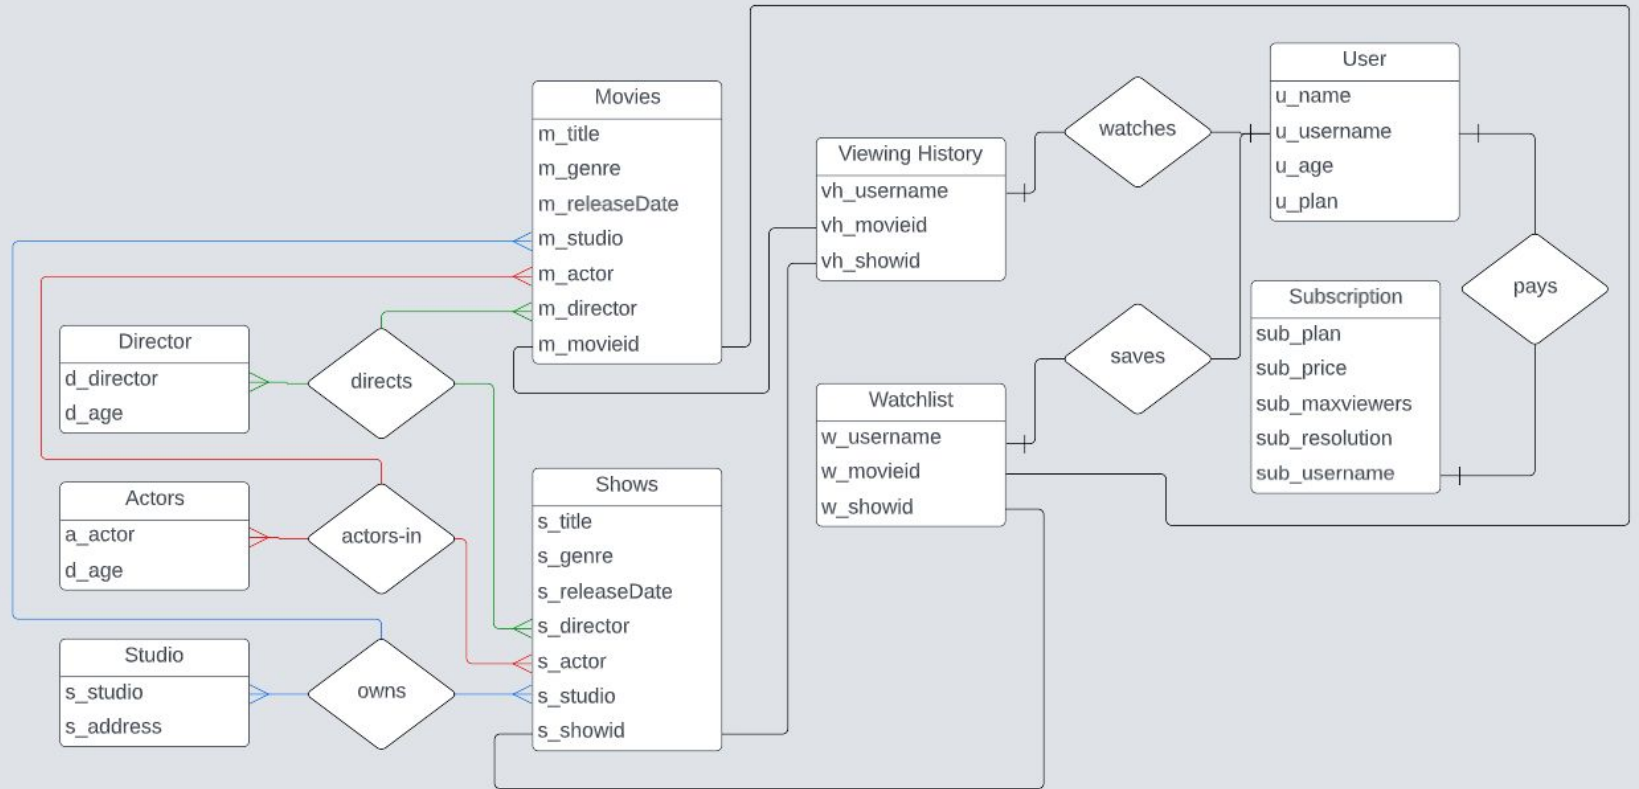 Movies
m_title
m_genre
m_releaseDate
m_studio
m_actor
m_director
m_movieid
Director
d_director
d_age
directs
Actors
a_actor
d_age
actors-in
Studio
s_studio
s_address
owns
Shows
s_title
s_genre
s_releaseDate
s_director
s_actor
s_studio
s_showid
Viewing History
vh_username
vh_movieid
vh_showid
watches
User
u_name
u_username
u_age
u_plan
Watchlist
w_username
w_movieid
w_showid
saves
Subscription
sub_plan
sub_price
sub_maxviewers
sub_resolution
sub_username
pays